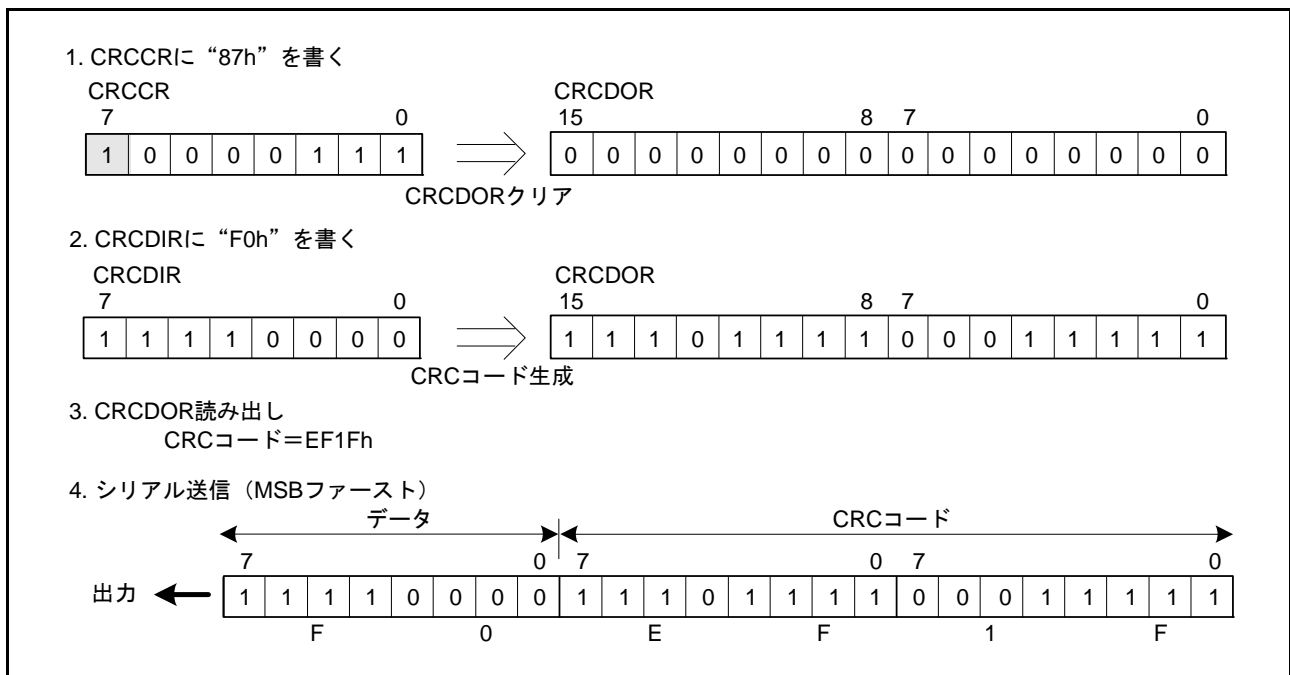 1. CRCCRに“87h”を書く
CRCCR CRCDOR
7 0 15 8 7 0
1 0 0 0 0 1 1 1 0 0 0 0 0 0 0 0 0 0 0 0 0 0 0 0
CRCDORクリア
2. CRCDIRに“F0h”を書く
CRCDIR CRCDOR
7 0 15 8 7 0
1 1 1 1 0 0 0 0 1 1 1 0 1 1 1 1 0 0 0 1 1 1 1 1
CRCコード生成
3. CRCDOR読み出し
CRCコード＝EF1Fh
4. シリアル送信（MSBファースト）
データ CRCコード
7 0 7 0 7 0
出力 1 1 1 1 0 0 0 0 1 1 1 0 1 1 1 1 0 0 0 1 1 1 1 1
F 0 E F 1 F